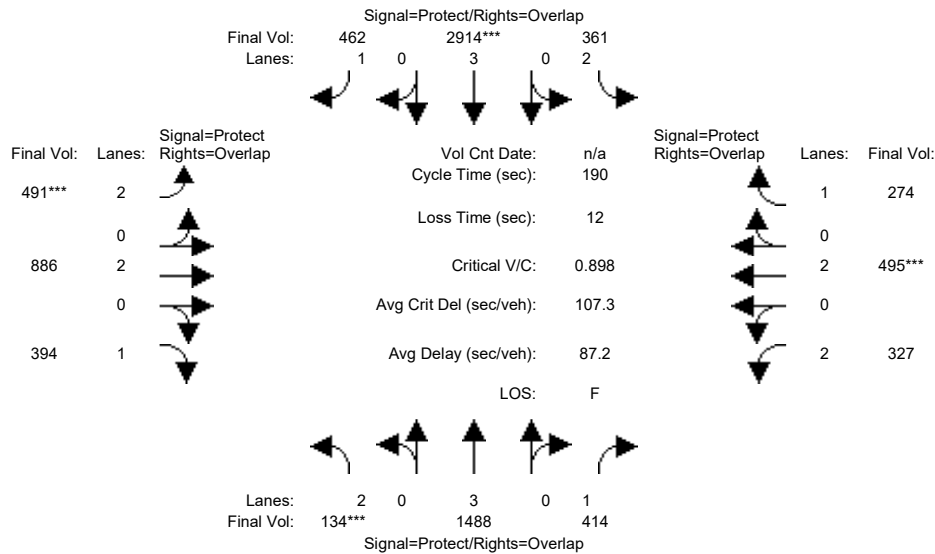 Signal=Protect/Rights=Overlap
Final Vol: 462 2914*** 361
Lanes: 1 0 3 0 2
Signal=Protect
Final Vol: Lanes: Rights=Overlap
Vol Cnt Date: n/a
Signal=Protect
Rights=Overlap Lanes: Final Vol:
Cycle Time (sec): 190
491*** 2
1 274
Loss Time (sec): 12
0
0
886 2
Critical V/C: 0.898
2 495***
0
Avg Crit Del (sec/veh): 107.3
0
394 1
Avg Delay (sec/veh): 87.2
2 327
LOS: F
Lanes: 2 0 3 0 1
Final Vol: 134*** 1488 414
Signal=Protect/Rights=Overlap